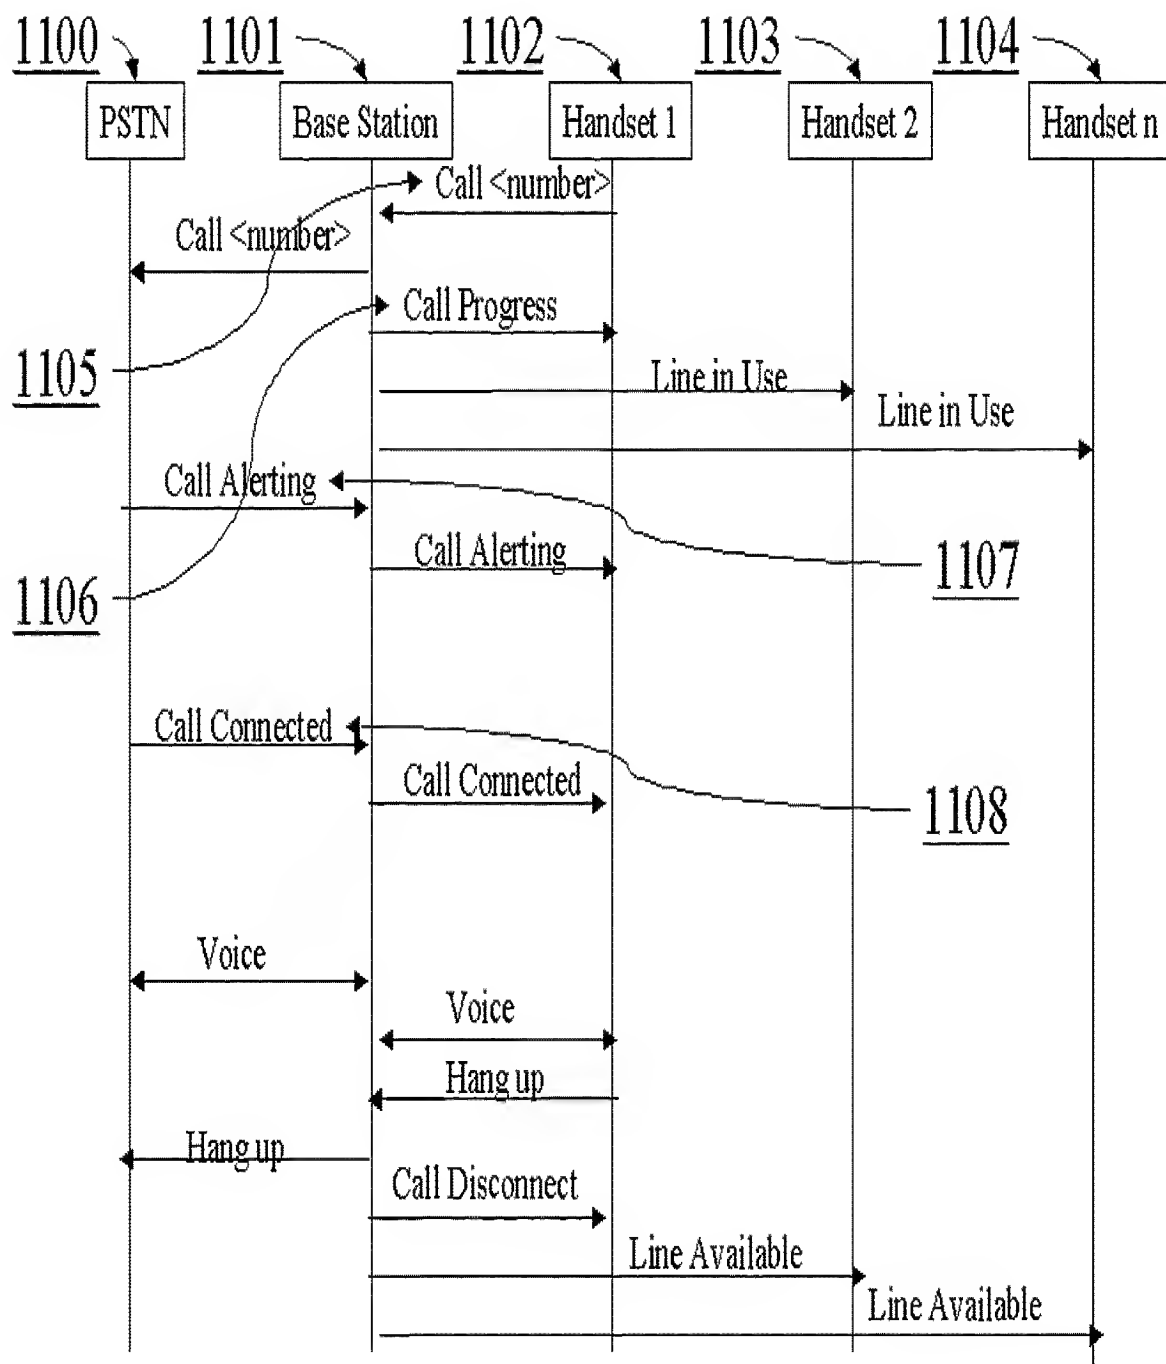 1100
1101
1102
1103
1104
PSTN
Base Station
Handset 1
Handset 2
Handset n
Call <number>
Call <number>
Call Progress
1105
Line in Use
Line in Use
Call Alerting
Call Alerting
1107
1106
Call Connected
Call Connected
1108
Voice
Voice
Hang up
Hang up
Call Disconnect
Line Available
Line Available